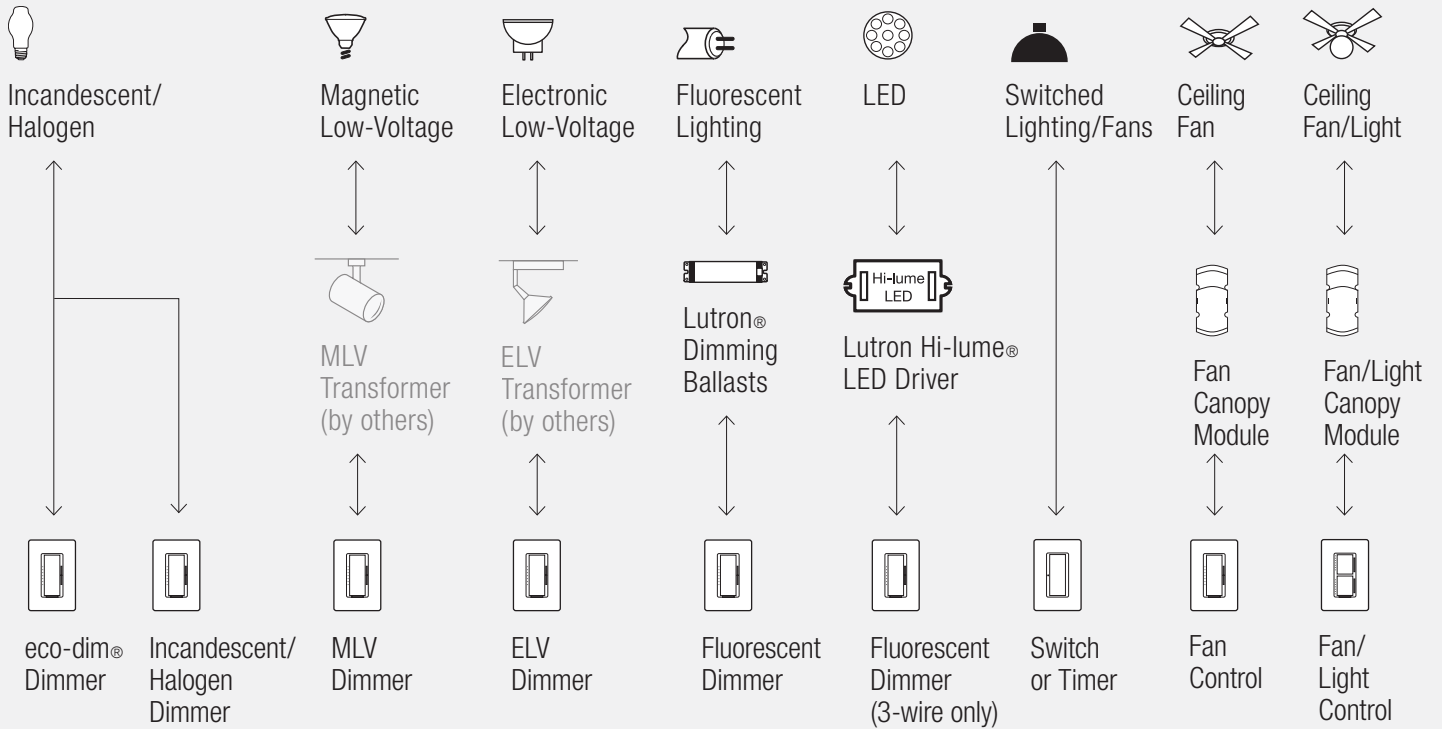 Incandescent/
Halogen
Magnetic
Low-Voltage
Electronic
Low-Voltage
Fluorescent
Lighting
LED
Switched
Lighting/Fans
Ceiling
Fan
Ceiling
Fan/Light
MLV
Transformer
(by others)
ELV
Transformer
(by others)
Lutron®
Dimming
Ballasts
Hi-lume
LED
Lutron Hi-lume®
LED Driver
Fan
Canopy
Module
Fan/Light
Canopy
Module
eco-dim®
Dimmer
Incandescent/
Halogen
Dimmer
MLV
Dimmer
ELV
Dimmer
Fluorescent
Dimmer
Fluorescent
Dimmer
(3-wire only)
Switch
or Timer
Fan
Control
Fan/
Light
Control